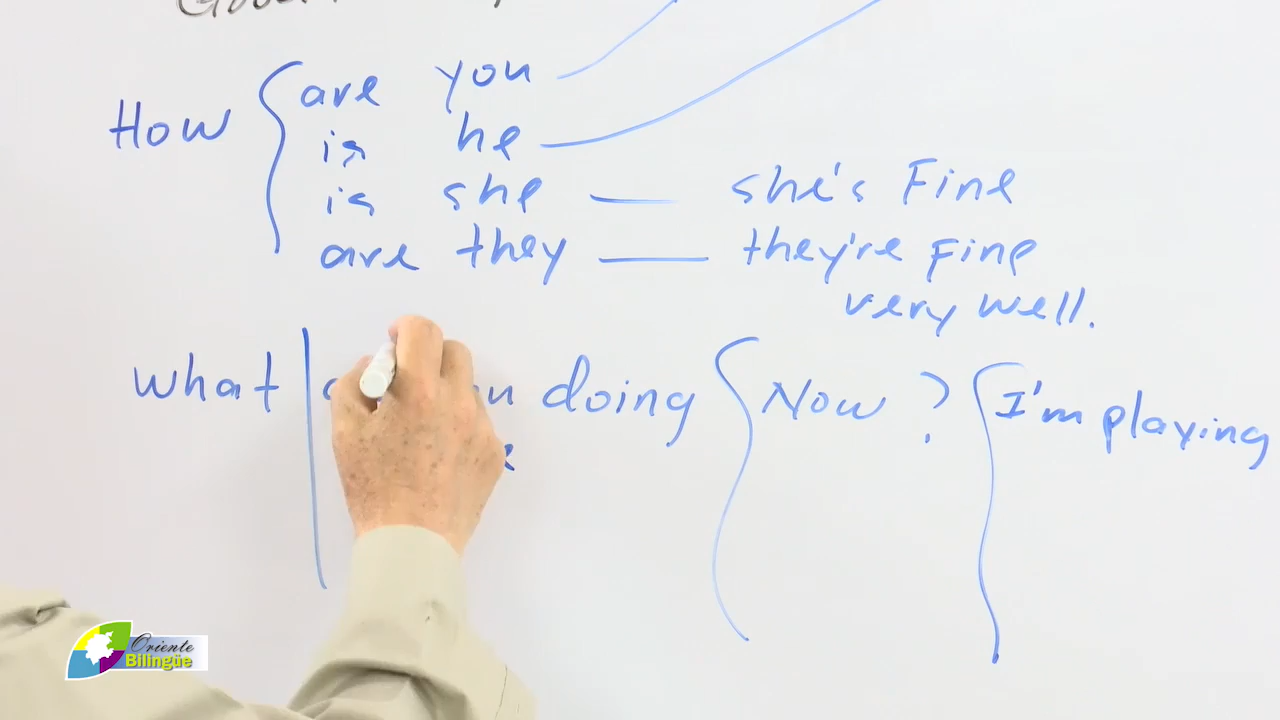 How { are you
is he
is she — she's Fine
are they — they're Fine
very well.
what doing Now ? I'm playing
Oriente
Bilingüe